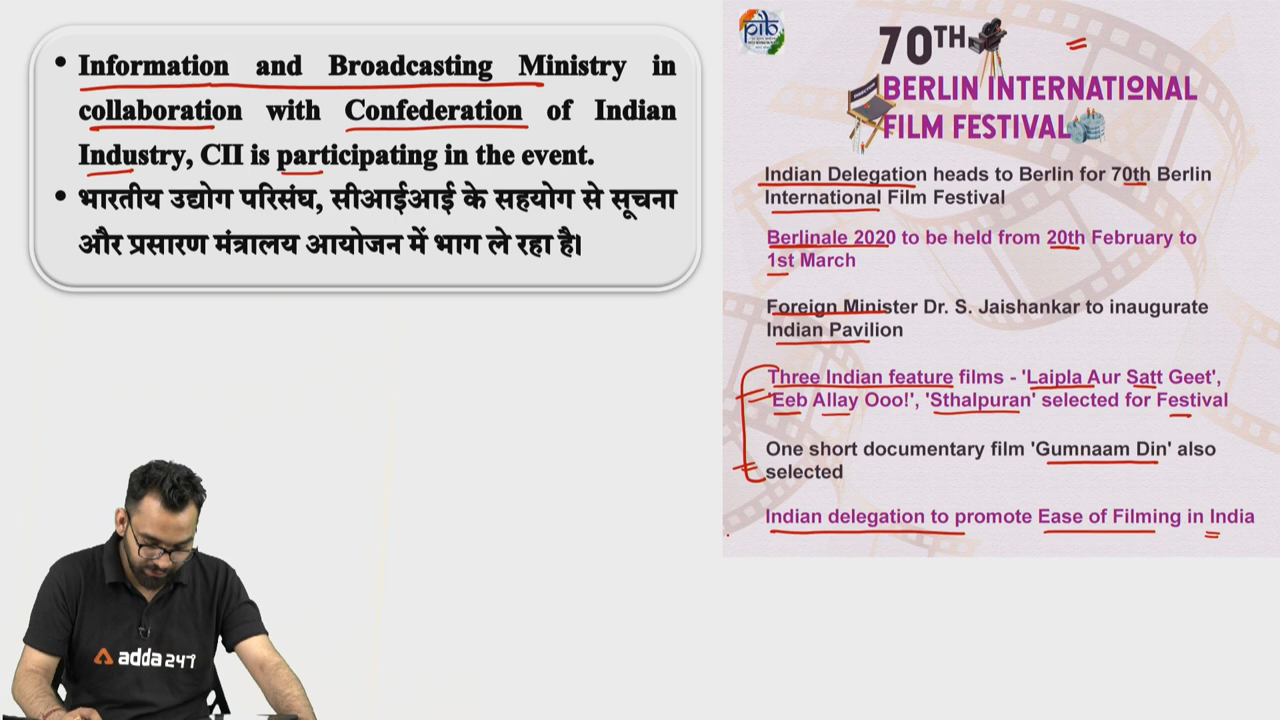 • Information and Broadcasting Ministry in
collaboration with Confederation of Indian
Industry, CII is participating in the event.
• भारतीय उद्योग परिसंघ, सीआईआई के सहयोग से सूचना
और प्रसारण मंत्रालय आयोजन में भाग ले रहा है।
pib
70TH
BERLIN INTERNATIONAL
FILM FESTIVAL
Indian Delegation heads to Berlin for 70th Berlin
International Film Festival
Berlinale 2020 to be held from 20th February to
1st March
Foreign Minister Dr. S. Jaishankar to inaugurate
Indian Pavilion
Three Indian feature films - 'Laipla Aur Satt Geet',
'Eeb Allay Ooo!', 'Sthalpuran' selected for Festival
One short documentary film 'Gumnaam Din' also
selected
Indian delegation to promote Ease of Filming in India
adda247